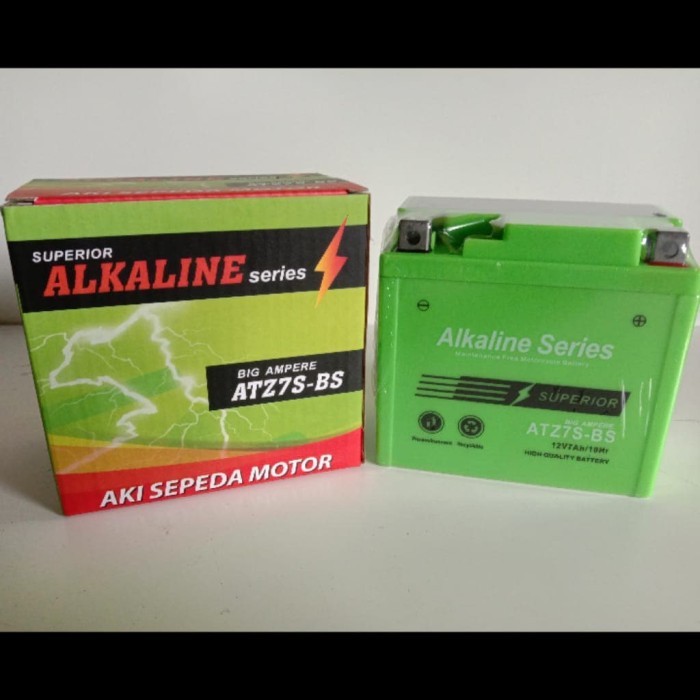 SUPERIOR
ALKALINE series
BIG AMPERE
ATZ7S-BS
AKI SEPEDA MOTOR
Alkaline Series
Maintenance Free Motorcycle Battery
SUPERIOR
BIG AMPERE
ATZ7S-BS
12V7Ah/10Hr
HIGH QUALITY BATTERY
Recyclable